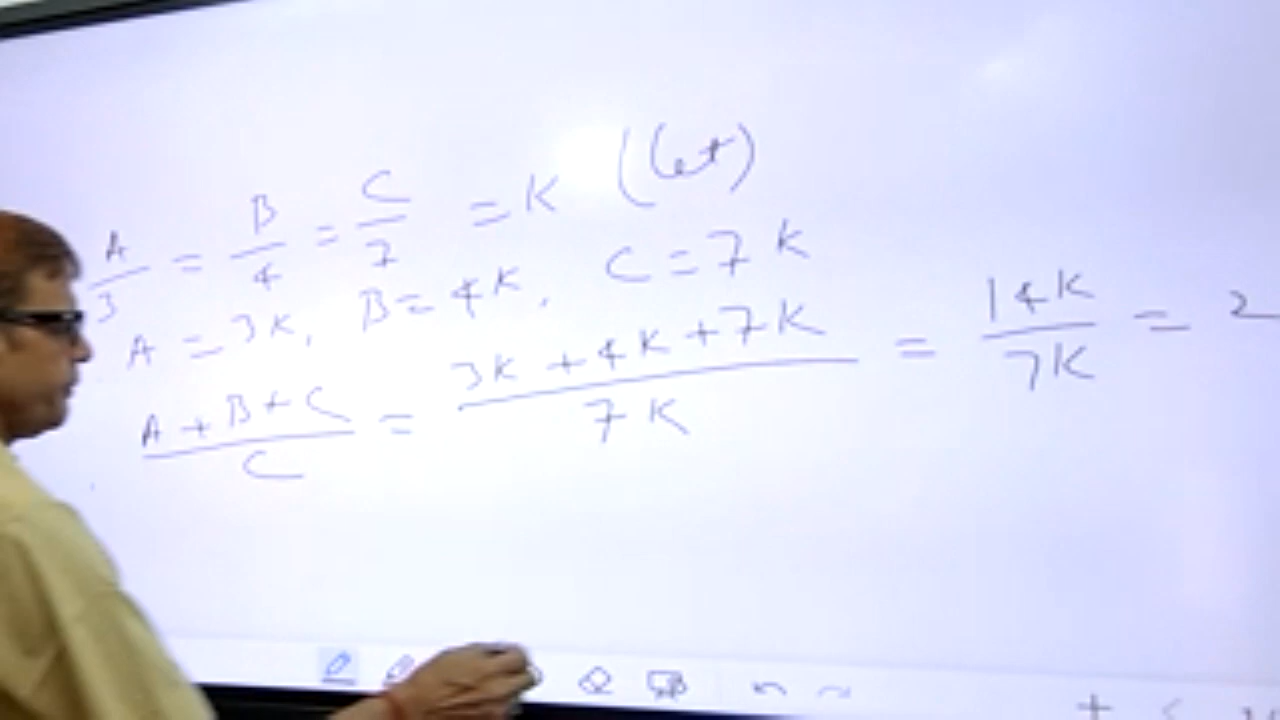 A/3 = B/4 = C/7 = K (let)
A = 3K, B = 4K, C = 7K
(A + B + C)/C = (3K + 4K + 7K)/7K = 14K/7K = 2